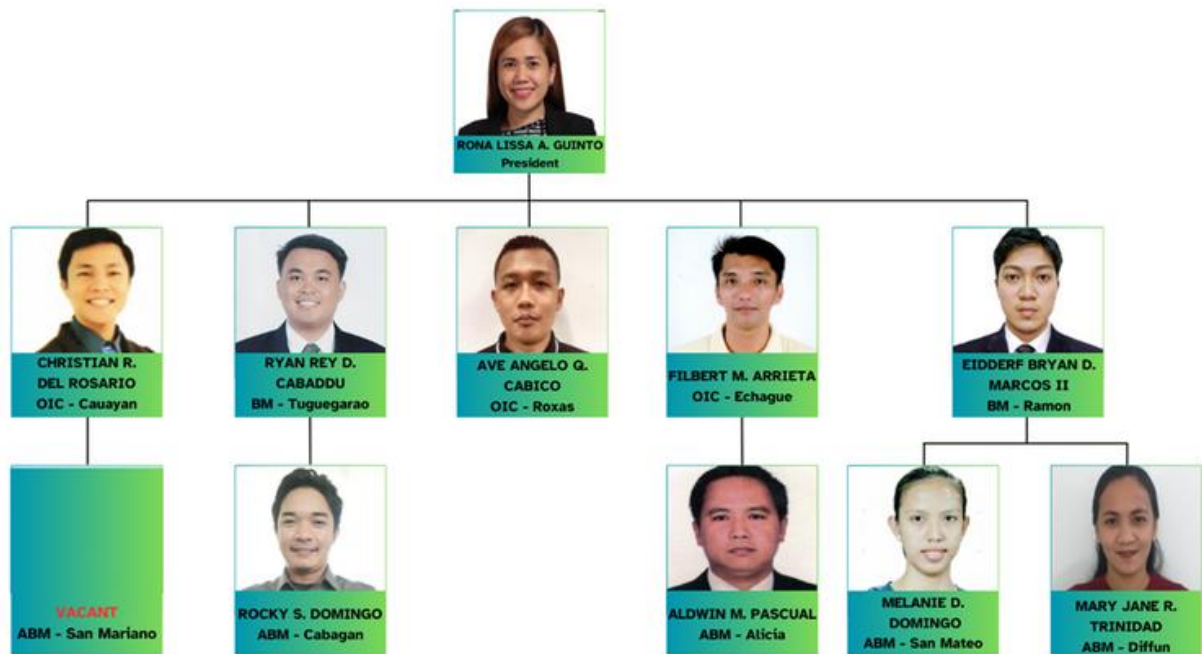 RONA LISSA A. GUINTO
President
CHRISTIAN R.
DEL ROSARIO
OIC - Cauayan
RYAN REY D.
CABADDU
BM - Tuguegarao
AVE ANGELO Q.
CABICO
OIC - Roxas
FILBERT M. ARRIETA
OIC - Echague
EIDDERF BRYAN D.
MARCOS II
BM - Ramon
VACANT
ABM - San Mariano
ROCKY S. DOMINGO
ABM - Cabagan
ALDWIN M. PASCUAL
ABM - Alicia
MELANIE D.
DOMINGO
ABM - San Mateo
MARY JANE R.
TRINIDAD
ABM - Diffun